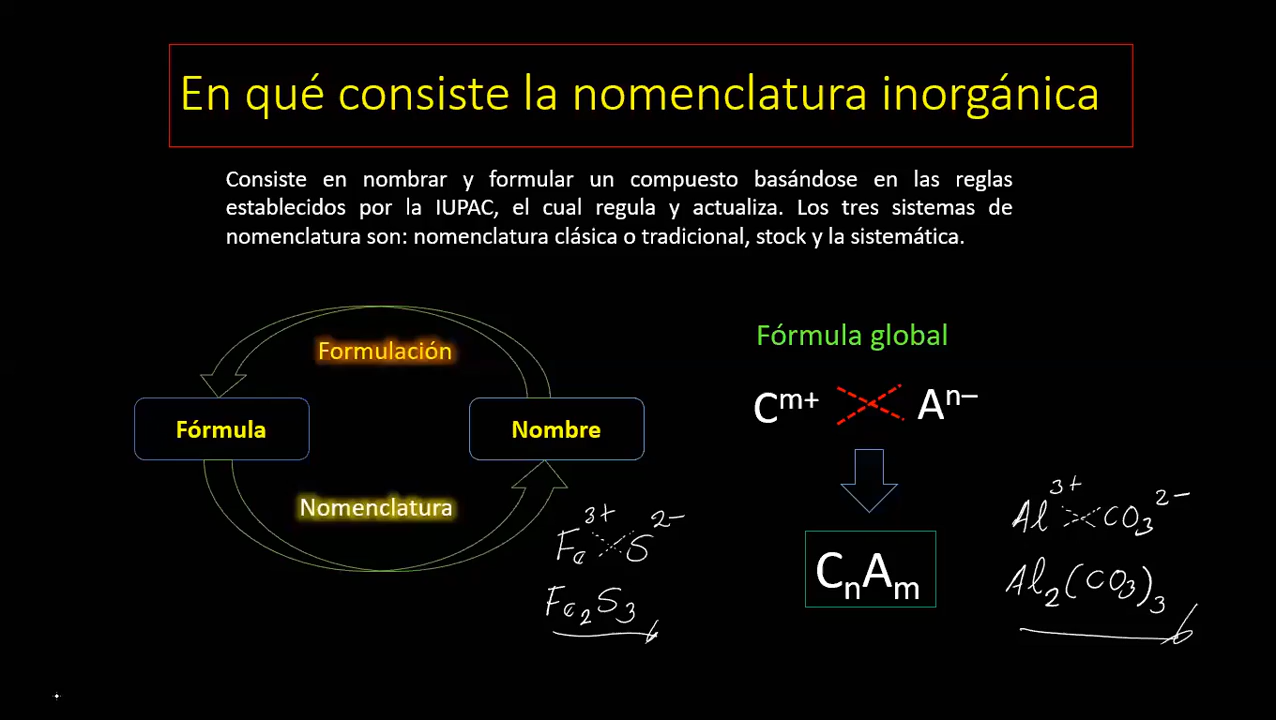 En qué consiste la nomenclatura inorgánica
Consiste en nombrar y formular un compuesto basándose en las reglas
establecidos por la IUPAC, el cual regula y actualiza. Los tres sistemas de
nomenclatura son: nomenclatura clásica o tradicional, stock y la sistemática.
Formulación
Fórmula
Nombre
Nomenclatura
Fe³⁺ S²⁻
Fe₂S₃
Fórmula global
Cᵐ⁺ Aⁿ⁻
CₙAₘ
Al³⁺ CO₃²⁻
Al₂(CO₃)₃